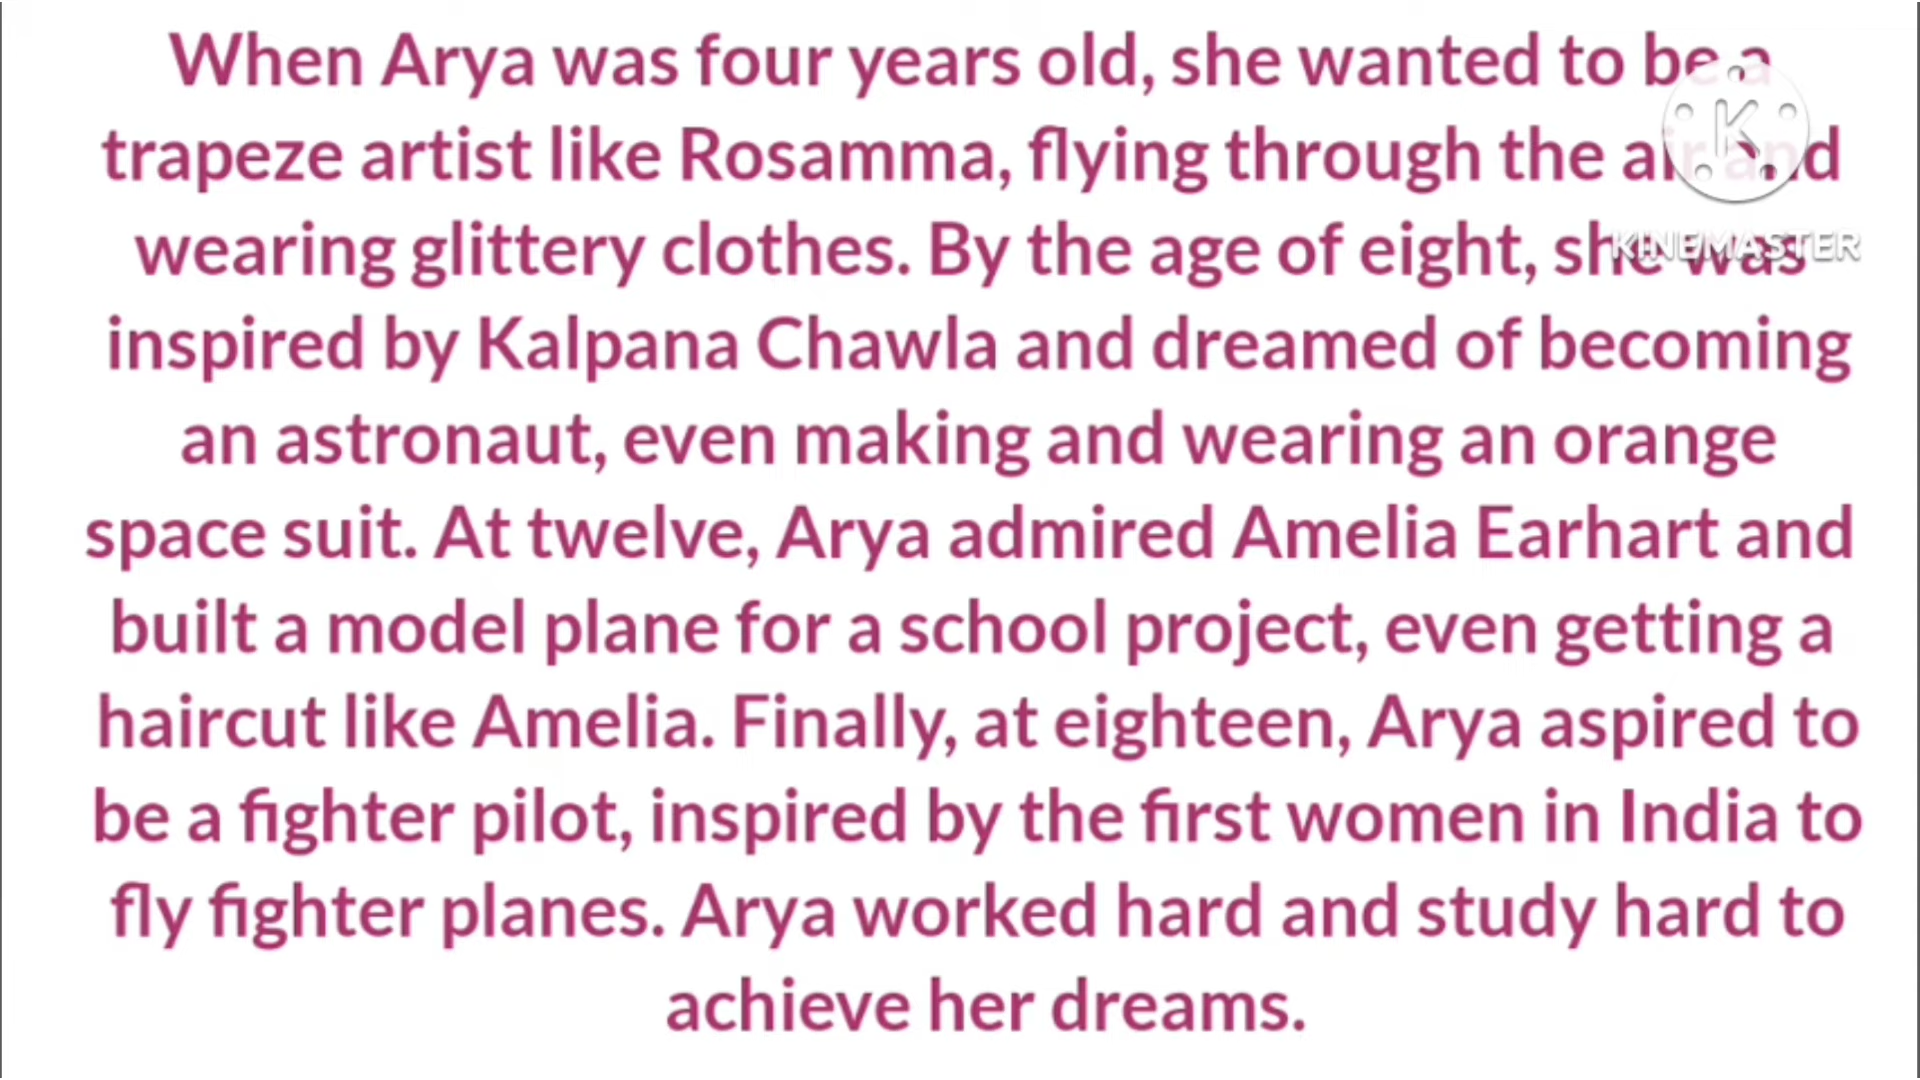 When Arya was four years old, she wanted to be a
trapeze artist like Rosamma, flying through the air and
wearing glittery clothes. By the age of eight, she was
inspired by Kalpana Chawla and dreamed of becoming
an astronaut, even making and wearing an orange
space suit. At twelve, Arya admired Amelia Earhart and
built a model plane for a school project, even getting a
haircut like Amelia. Finally, at eighteen, Arya aspired to
be a fighter pilot, inspired by the first women in India to
fly fighter planes. Arya worked hard and study hard to
achieve her dreams.
K
KINEMASTER